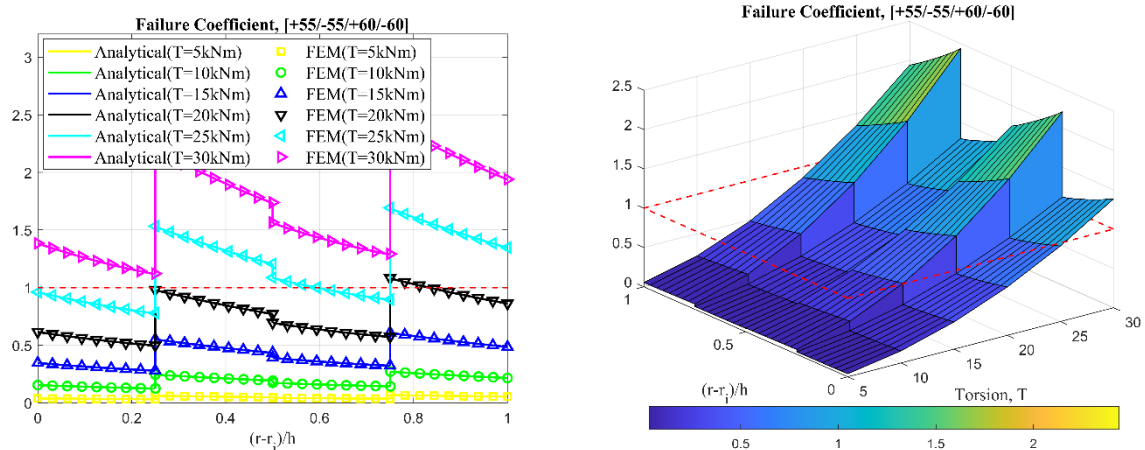 Failure Coefficient, [+55/-55/+60/-60]
3
2.5
2
1.5
1
0.5
0
Analytical(T=5kNm)
FEM(T=5kNm)
Analytical(T=10kNm)
FEM(T=10kNm)
Analytical(T=15kNm)
FEM(T=15kNm)
Analytical(T=20kNm)
FEM(T=20kNm)
Analytical(T=25kNm)
FEM(T=25kNm)
Analytical(T=30kNm)
FEM(T=30kNm)
0 0.2 0.4 0.6 0.8 1
(r-ri)/h
Failure Coefficient, [+55/-55/+60/-60]
2.5
2
1.5
1
0.5
0
1
0.5
0
5
10
15
20
25
30
(r-ri)/h
Torsion, T
0.5 1 1.5 2